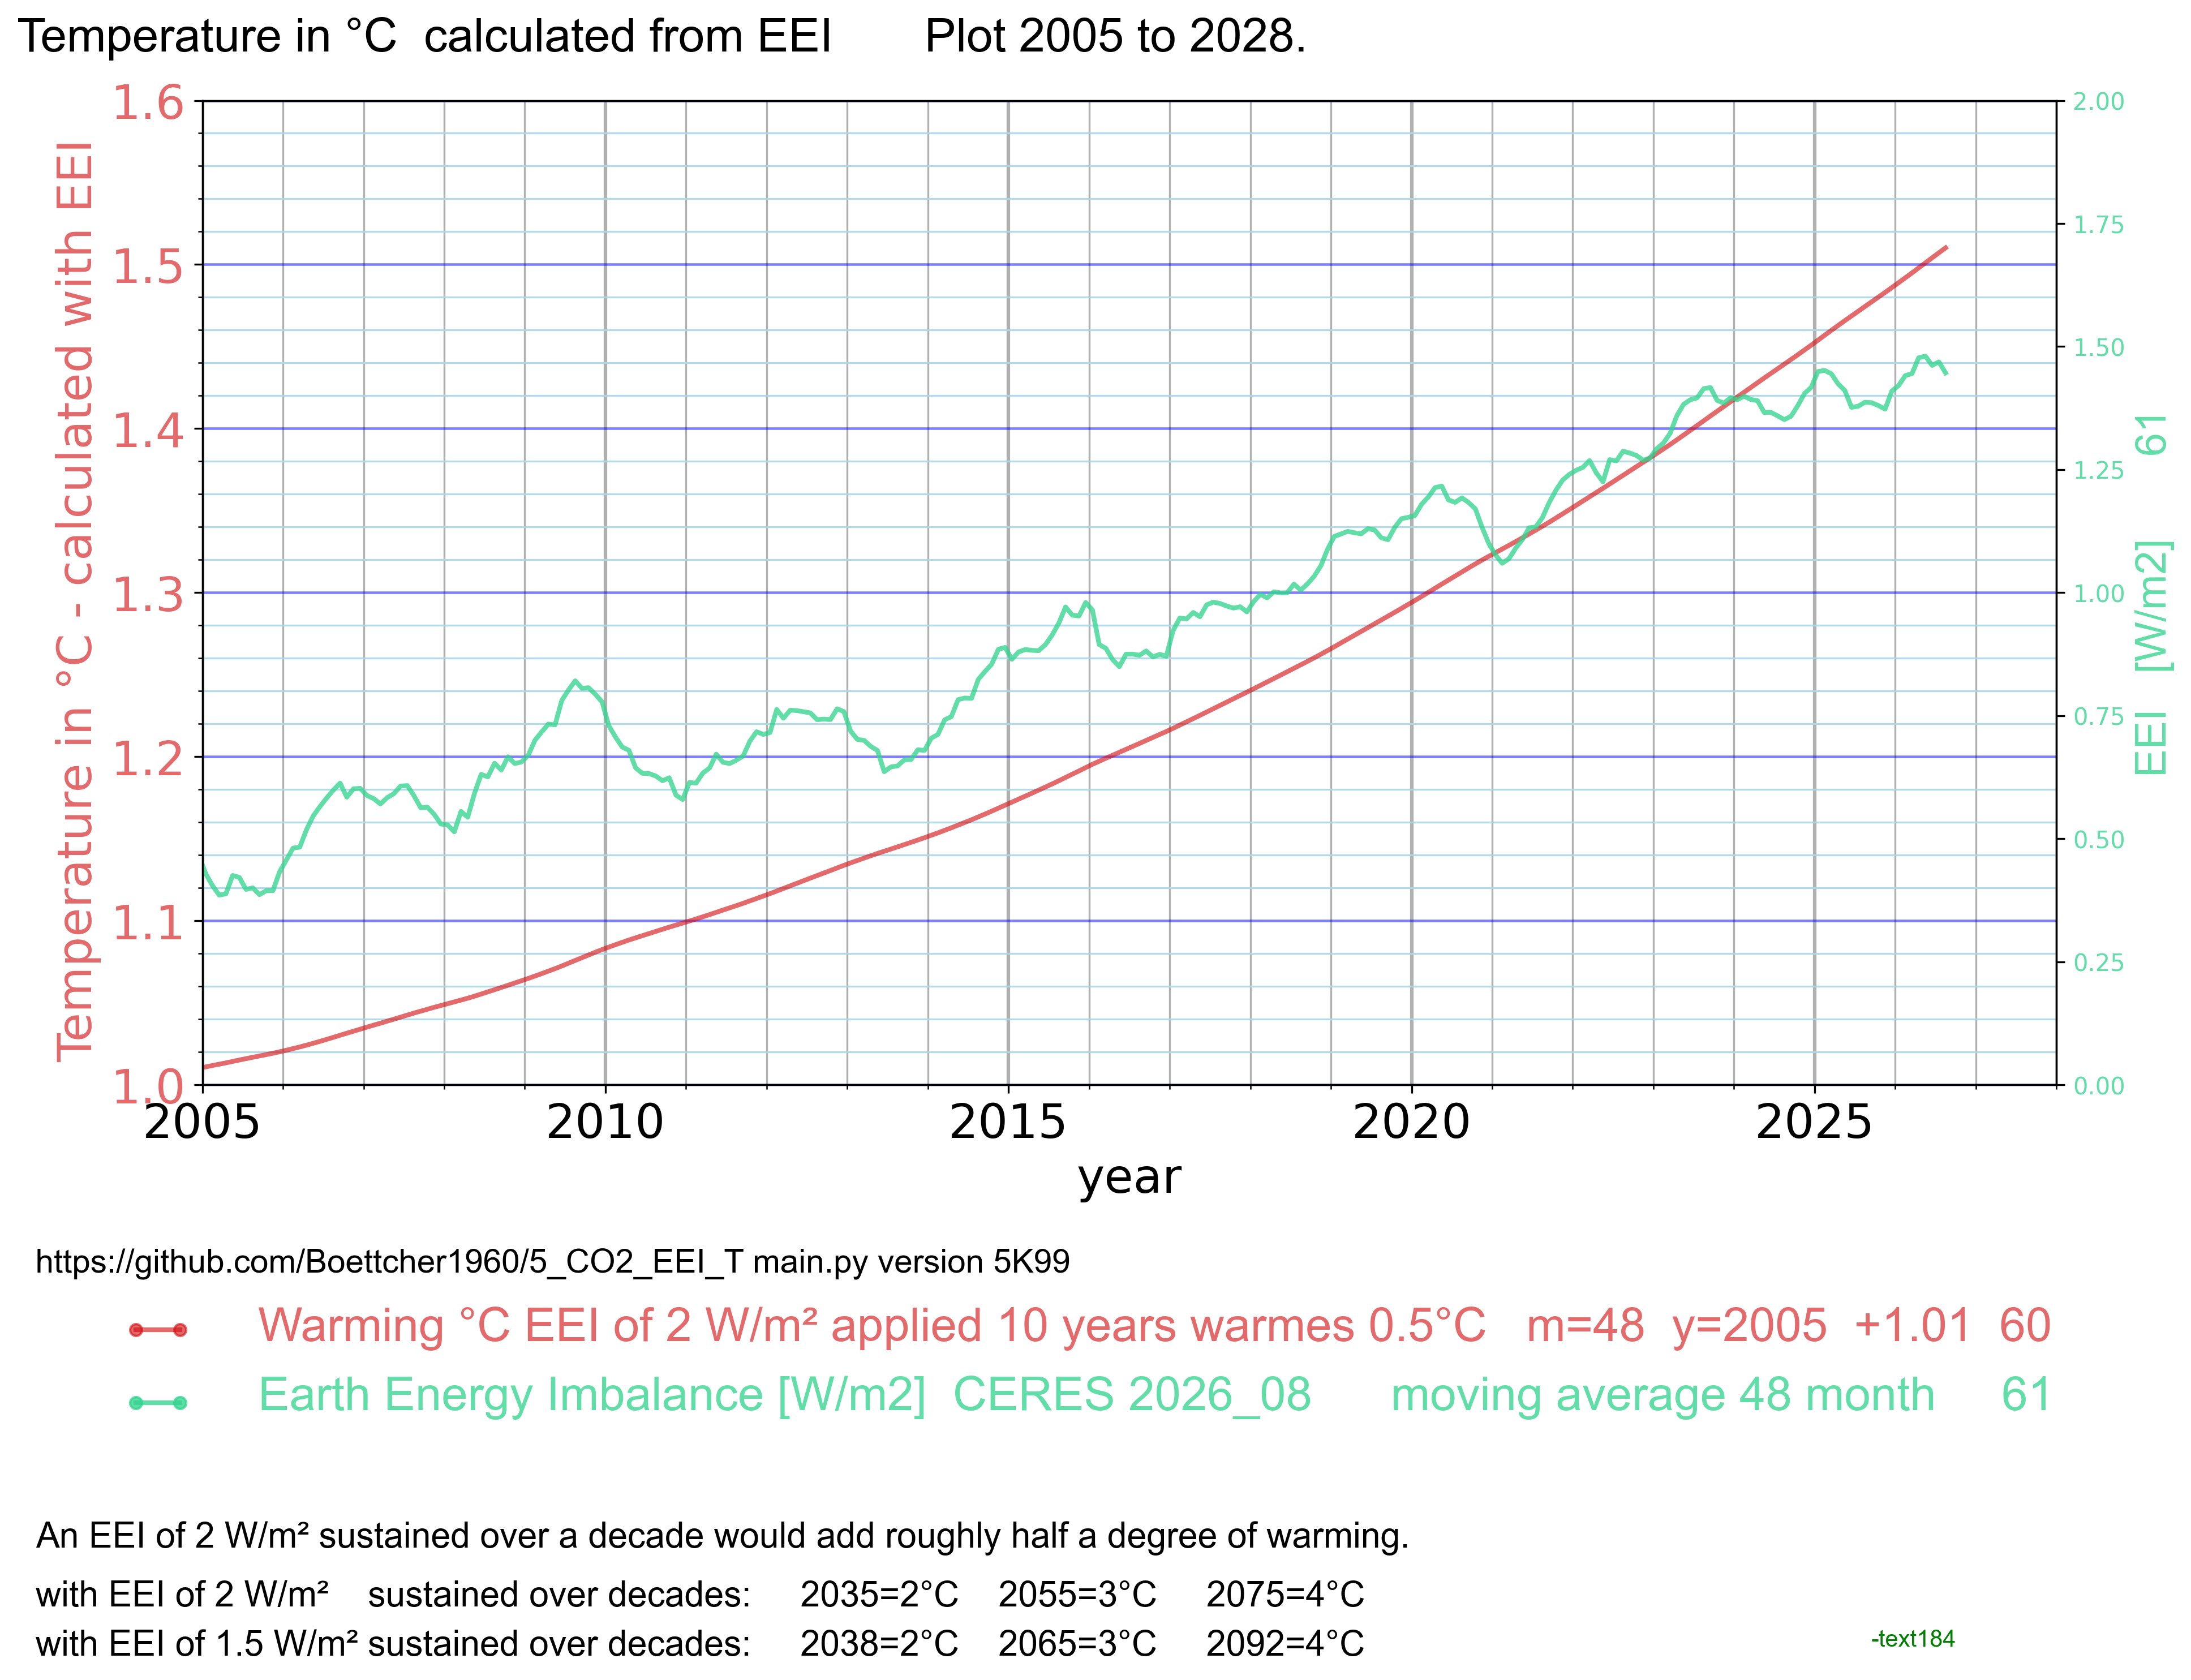 Temperature in °C  calculated from EEI       Plot 2005 to 2028.
Temperature in °C - calculated with EEI
1.6
1.5
1.4
1.3
1.2
1.1
1.0
2.00
1.75
1.50
1.25
1.00
0.75
0.50
0.25
0.00
EEI   [W/m2]      61
2005
2010
2015
2020
2025
year
https://github.com/Boettcher1960/5_CO2_EEI_T main.py version 5K99
Warming °C EEI of 2 W/m² applied 10 years warmes 0.5°C   m=48  y=2005  +1.01  60
Earth Energy Imbalance [W/m2]  CERES 2026_08      moving average 48 month     61
An EEI of 2 W/m² sustained over a decade would add roughly half a degree of warming.
with EEI of 2 W/m²    sustained over decades:     2035=2°C    2055=3°C     2075=4°C
with EEI of 1.5 W/m² sustained over decades:     2038=2°C    2065=3°C     2092=4°C
-text184